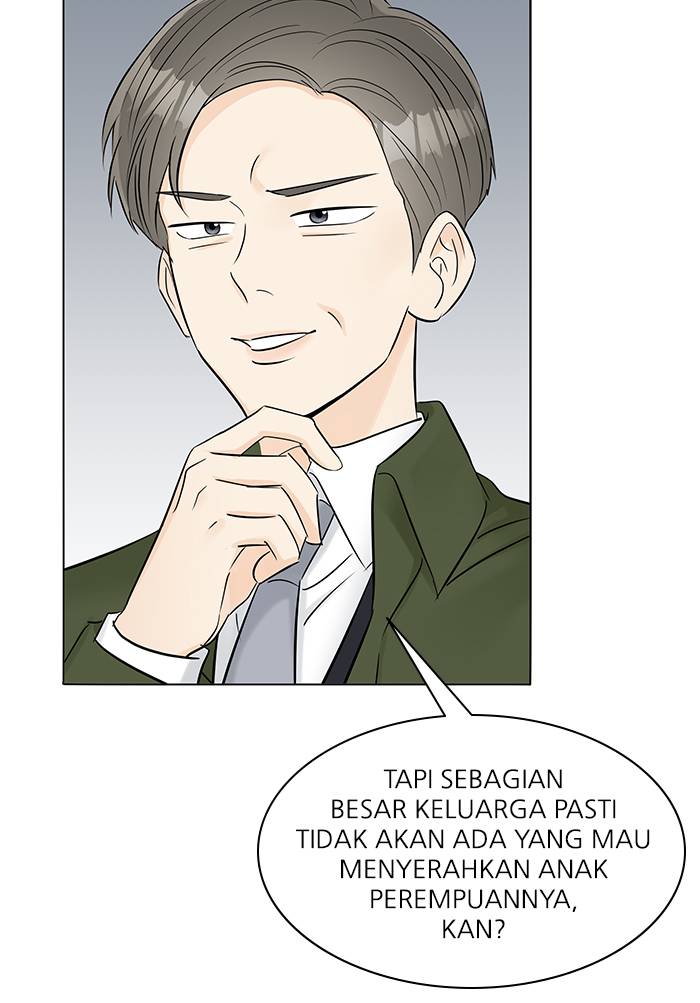 TAPI SEBAGIAN
BESAR KELUARGA PASTI
TIDAK AKAN ADA YANG MAU
MENYERAHKAN ANAK
PEREMPUANNYA,
KAN?